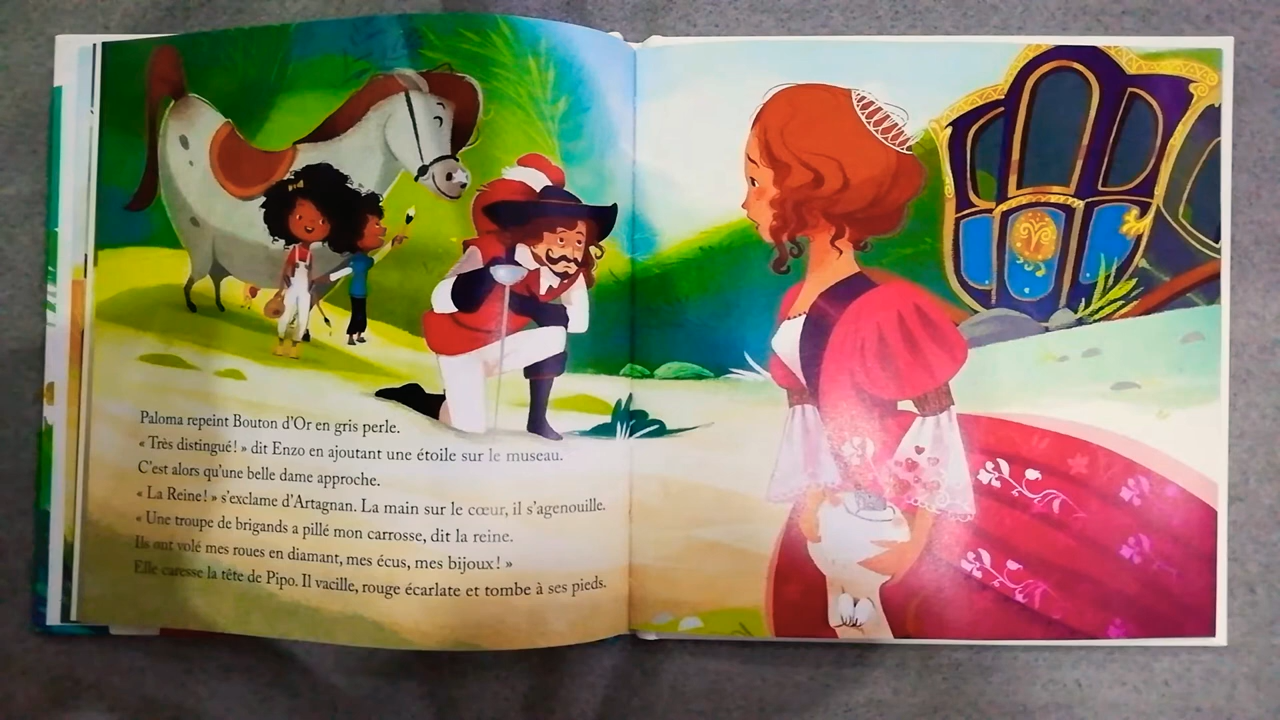 Paloma repeint Bouton d'Or en gris perle.
« Très distingué ! » dit Enzo en ajoutant une étoile sur le museau.
C'est alors qu'une belle dame approche.
« La Reine ! » s'exclame d'Artagnan. La main sur le cœur, il s'agenouille.
« Une troupe de brigands a pillé mon carrosse, dit la reine.
Ils ont volé mes roues en diamant, mes écus, mes bijoux ! »
Elle caresse la tête de Pipo. Il vacille, rouge écarlate et tombe à ses pieds.